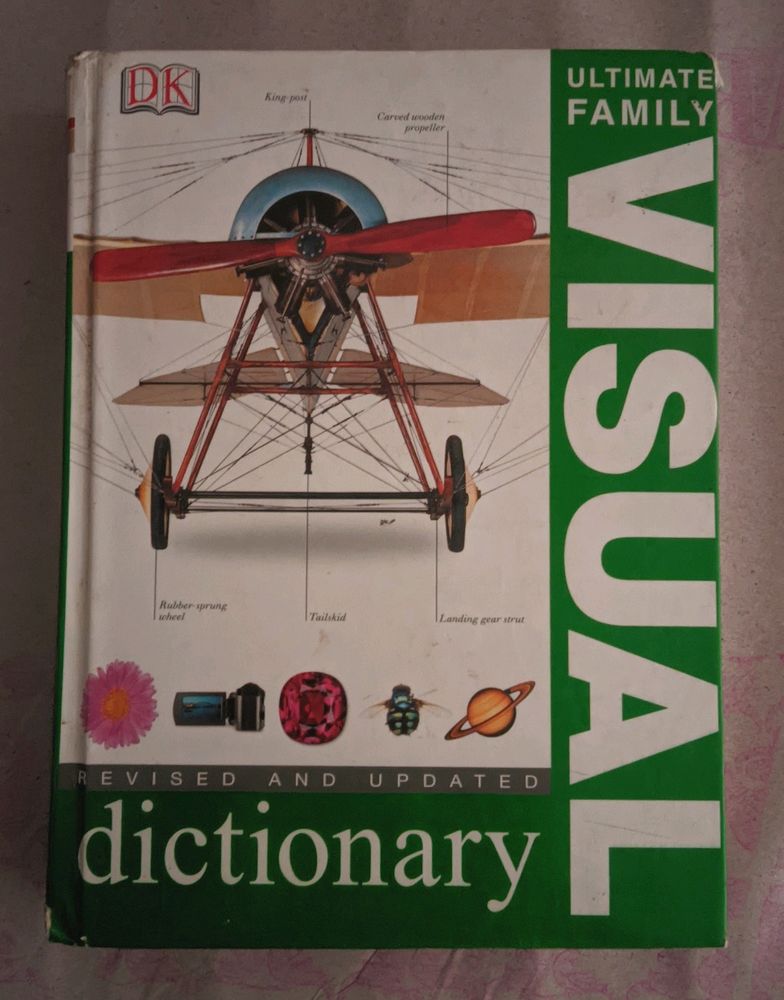 DK
ULTIMATE
FAMILY
VISUAL
King-post
Carved wooden
propeller
Rubber-sprung
wheel
Tailskid
Landing gear strut
REVISED AND UPDATED
dictionary